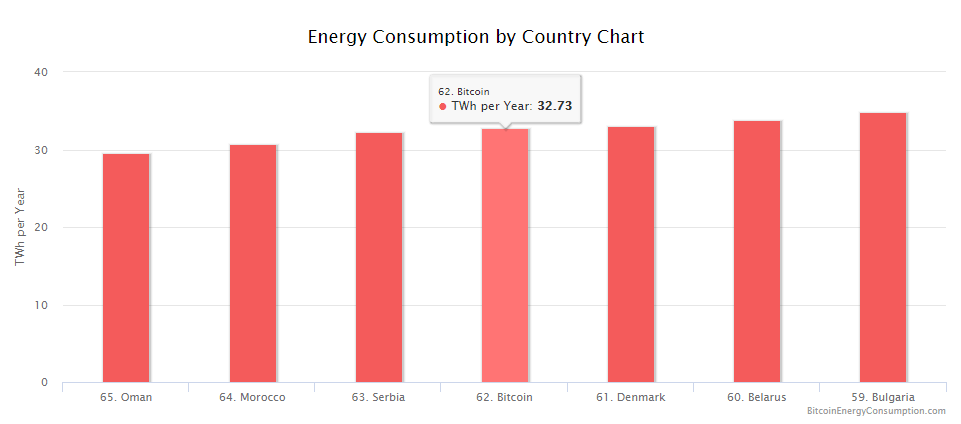 Energy Consumption by Country Chart
40
62. Bitcoin
● TWh per Year: 32.73
30
20
10
0
TWh per Year
65. Oman 64. Morocco 63. Serbia 62. Bitcoin 61. Denmark 60. Belarus 59. Bulgaria
BitcoinEnergyConsumption.com